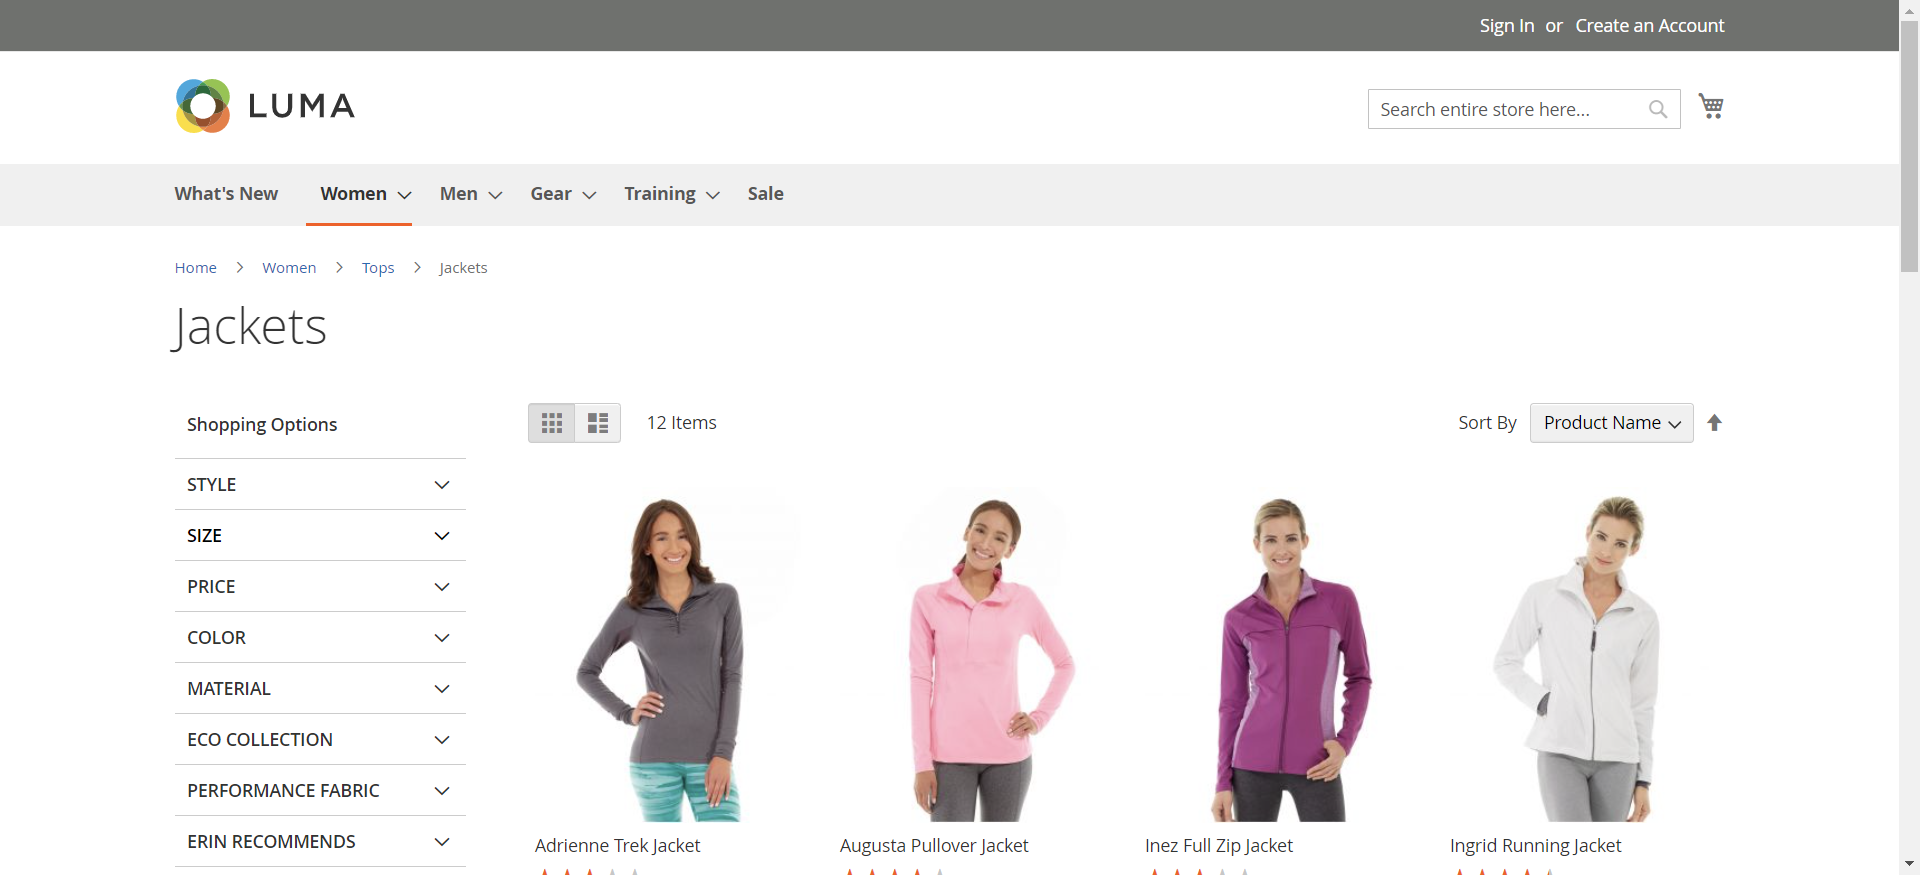 Sign In or Create an Account
LUMA
Search entire store here...
What's New Women Men Gear Training Sale
Home Women Tops Jackets
Jackets
Shopping Options
12 Items
Sort By Product Name
STYLE
SIZE
PRICE
COLOR
MATERIAL
ECO COLLECTION
PERFORMANCE FABRIC
ERIN RECOMMENDS
Adrienne Trek Jacket
Augusta Pullover Jacket
Inez Full Zip Jacket
Ingrid Running Jacket